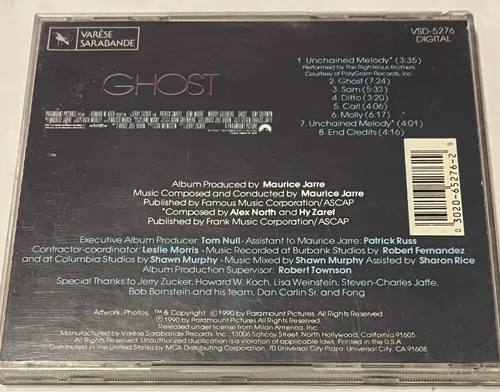 VARÈSE
SARABANDE
VSD-5276
DIGITAL
GHOST
1. Unchained Melody* (3:35)
Performed by The Righteous Brothers
Courtesy of PolyGram Records, Inc.
2. Ghost (7:24)
3. Sam (5:33)
4. Ditto (3:20)
5. Carl (4:06)
6. Molly (6:17)
7. Unchained Melody* (4:01)
8. End Credits (4:16)
PARAMOUNT PICTURES
Album Produced by Maurice Jarre
Music Composed and Conducted by Maurice Jarre
Published by Famous Music Corporation/ASCAP
*Composed by Alex North and Hy Zaret
Published by Frank Music Corporation/ASCAP
0 30206 5276-2 9
Executive Album Producer: Tom Null - Assistant to Maurice Jarre: Patrick Russ
Contractor-coordinator: Leslie Morris - Music Recorded at Burbank Studios by Robert Fernandez
and at Columbia Studios by Shawn Murphy - Music Mixed by Shawn Murphy Assisted by Sharon Rice
Album Production Supervisor: Robert Townson
Special Thanks to Jerry Zucker, Howard W. Koch, Lisa Weinstein, Steven-Charles Jaffe,
Bob Bornstein and his team, Dan Carlin Sr. and Fong
Artwork, Photos, TM & Copyright © 1990 by Paramount Pictures. All Rights Reserved.
1990 by Paramount Pictures. All Rights Reserved.
Released under license from Milan America, Inc.
Manufactured by Varèse Sarabande Records, Inc. 13006 Saticoy Street, North Hollywood, California 91605.
All Rights Reserved. Unauthorized duplication is a violation of applicable laws. Printed in the U.S.A.
Distributed in the United States by MCA Distributing Corporation, 70 Universal City Plaza, Universal City, CA 91608